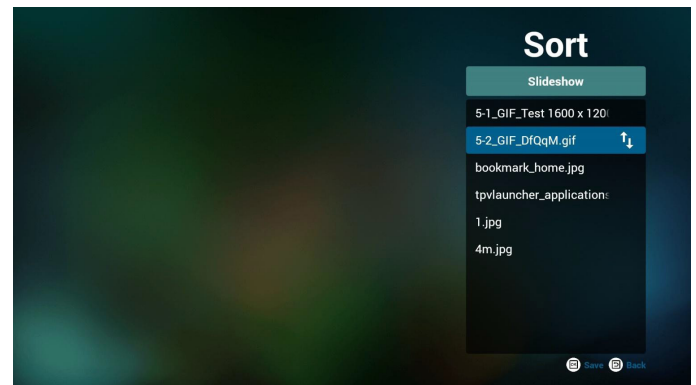 Sort
Slideshow
5-1_GIF_Test 1600 x 120
5-2_GIF_DfQqM.gif
bookmark_home.jpg
tpvlauncher_applications
1.jpg
4m.jpg
Save Back